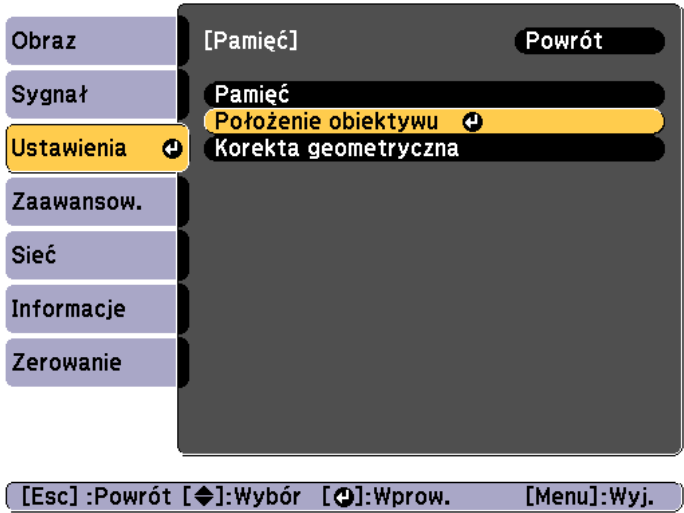 Obraz
Sygnał
Ustawienia
Zaawansow.
Sieć
Informacje
Zerowanie
[Pamięć] Powrót
Pamięć
Położenie obiektywu
Korekta geometryczna
[Esc] :Powrót [◆]:Wybór [↵]:Wprow. [Menu]:Wyj.